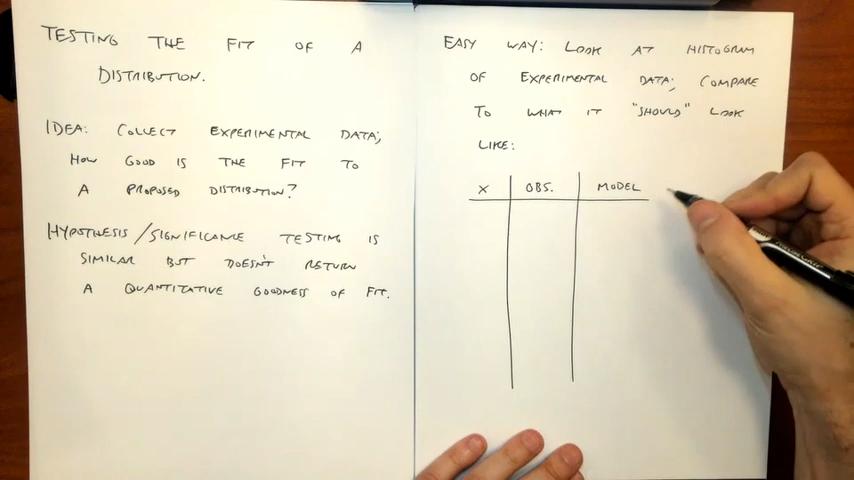 TESTING THE FIT OF A
DISTRIBUTION.
IDEA: COLLECT EXPERIMENTAL DATA;
HOW GOOD IS THE FIT TO
A PROPOSED DISTRIBUTION?
HYPOTHESIS/SIGNIFICANCE TESTING IS
SIMILAR BUT DOESN'T RETURN
A QUANTITATIVE GOODNESS OF FIT.
EASY WAY: LOOK AT HISTOGRAM
OF EXPERIMENTAL DATA; COMPARE
TO WHAT IT "SHOULD" LOOK
LIKE:
X OBS. MODEL